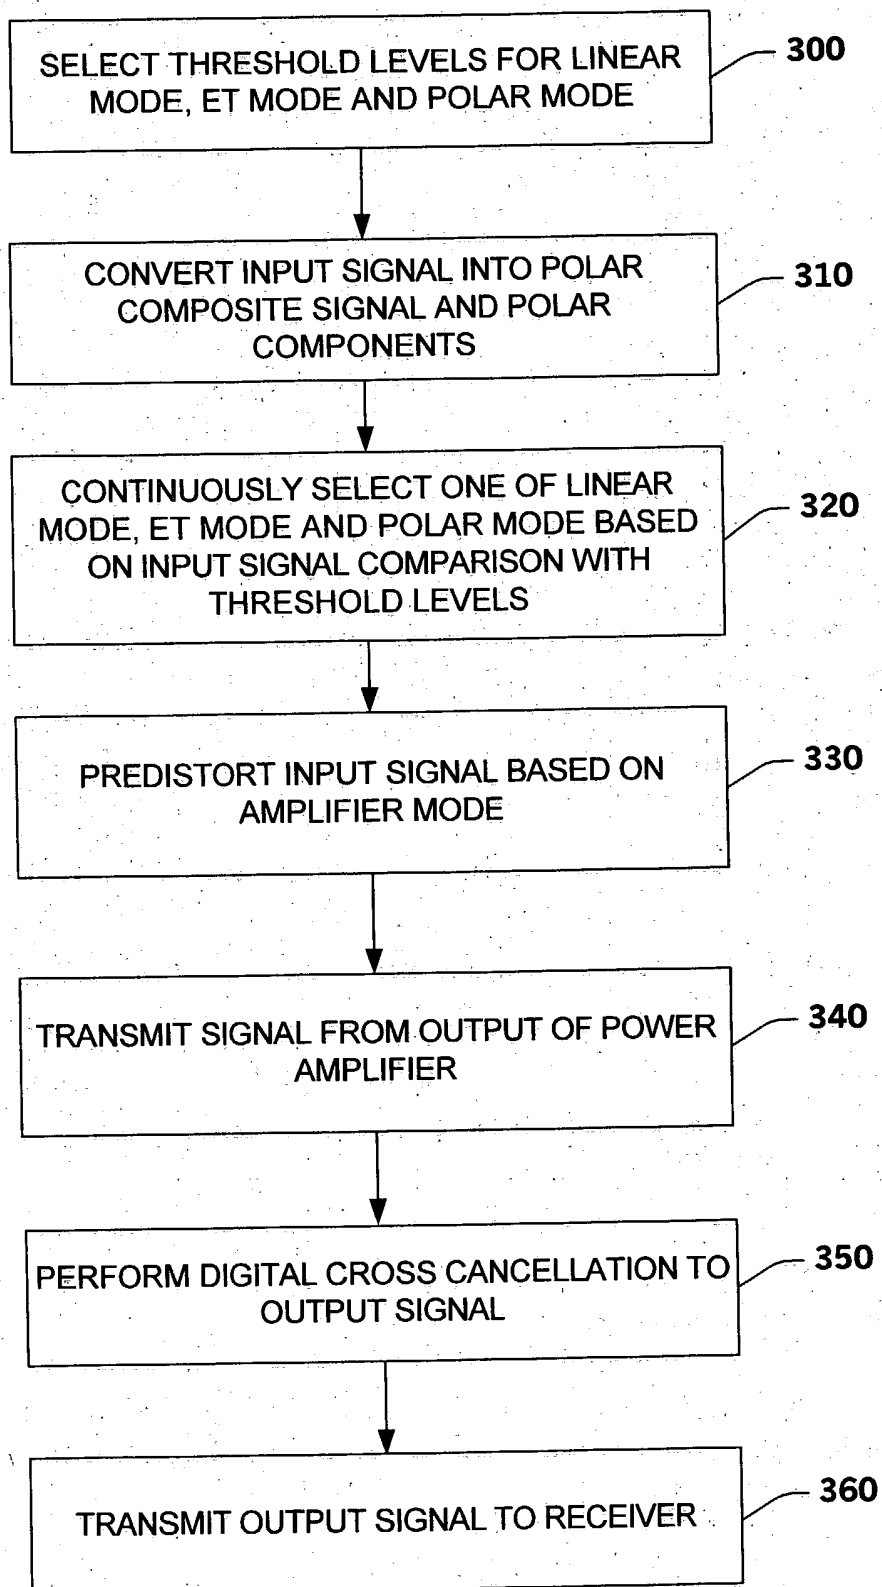 SELECT THRESHOLD LEVELS FOR LINEAR
MODE, ET MODE AND POLAR MODE
300
CONVERT INPUT SIGNAL INTO POLAR
COMPOSITE SIGNAL AND POLAR
COMPONENTS
310
CONTINUOUSLY SELECT ONE OF LINEAR
MODE, ET MODE AND POLAR MODE BASED
ON INPUT SIGNAL COMPARISON WITH
THRESHOLD LEVELS
320
PREDISTORT INPUT SIGNAL BASED ON
AMPLIFIER MODE
330
TRANSMIT SIGNAL FROM OUTPUT OF POWER
AMPLIFIER
340
PERFORM DIGITAL CROSS CANCELLATION TO
OUTPUT SIGNAL
350
TRANSMIT OUTPUT SIGNAL TO RECEIVER
360